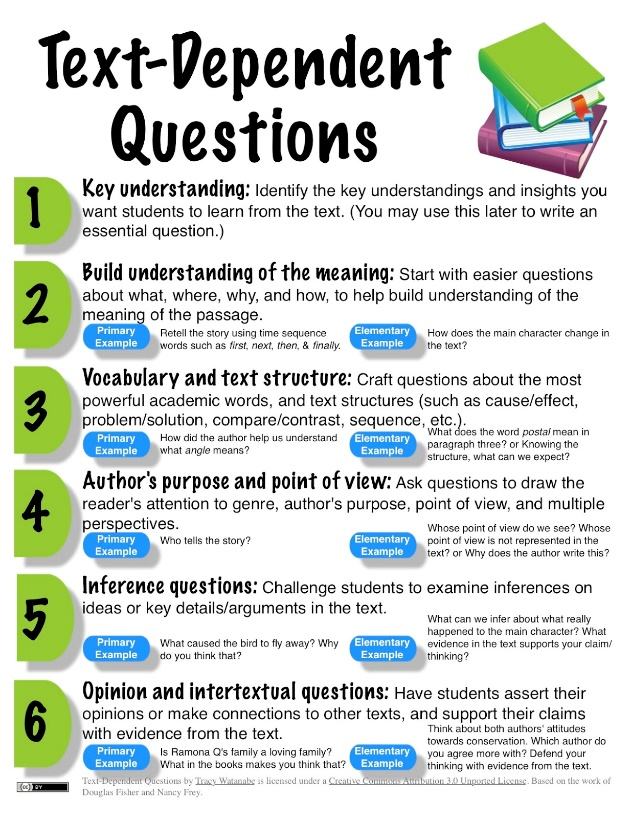 Text-Dependent
Questions
1
Key understanding: Identify the key understandings and insights you
want students to learn from the text. (You may use this later to write an
essential question.)
2
Build understanding of the meaning: Start with easier questions
about what, where, why, and how, to help build understanding of the
meaning of the passage.
Primary
Example
Retell the story using time sequence
words such as first, next, then, & finally.
Elementary
Example
How does the main character change in
the text?
3
Vocabulary and text structure: Craft questions about the most
powerful academic words, and text structures (such as cause/effect,
problem/solution, compare/contrast, sequence, etc.).
Primary
Example
How did the author help us understand
what angle means?
Elementary
Example
What does the word postal mean in
paragraph three? or Knowing the
structure, what can we expect?
4
Author's purpose and point of view: Ask questions to draw the
reader's attention to genre, author's purpose, point of view, and multiple
perspectives.
Primary
Example
Who tells the story?
Elementary
Example
Whose point of view do we see? Whose
point of view is not represented in the
text? or Why does the author write this?
5
Inference questions: Challenge students to examine inferences on
ideas or key details/arguments in the text.
Primary
Example
What caused the bird to fly away? Why
do you think that?
Elementary
Example
What can we infer about what really
happened to the main character? What
evidence in the text supports your claim/
thinking?
6
Opinion and intertextual questions: Have students assert their
opinions or make connections to other texts, and support their claims
with evidence from the text.
Primary
Example
Is Ramona Q's family a loving family?
What in the books makes you think that?
Elementary
Example
Think about both authors' attitudes
towards conservation. Which author do
you agree more with? Defend your
thinking with evidence from the text.
cc BY
Text-Dependent Questions by Tracy Watanabe is licensed under a Creative Commons Attribution 3.0 Unported License. Based on the work of
Douglas Fisher and Nancy Frey.